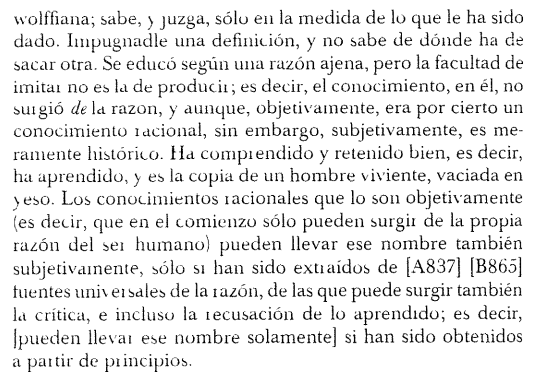 wolffiana; sabe, y juzga, sólo en la medida de lo que le ha sido
dado. Impugnadle una definición, y no sabe de dónde ha de
sacar otra. Se educó según una razón ajena, pero la facultad de
imitar no es la de producir; es decir, el conocimiento, en él, no
surgió de la razon, y aunque, objetivamente, era por cierto un
conocimiento racional, sin embargo, subjetivamente, es me-
ramente histórico. Ha comprendido y retenido bien, es decir,
ha aprendido, y es la copia de un hombre viviente, vaciada en
yeso. Los conocimientos racionales que lo son objetivamente
(es decir, que en el comienzo sólo pueden surgir de la propia
razón del ser humano) pueden llevar ese nombre también
subjetivamente, sólo si han sido extraídos de [A837] [B865]
fuentes universales de la razón, de las que puede surgir también
la crítica, e incluso la recusación de lo aprendido; es decir,
[pueden llevar ese nombre solamente] si han sido obtenidos
a partir de principios.